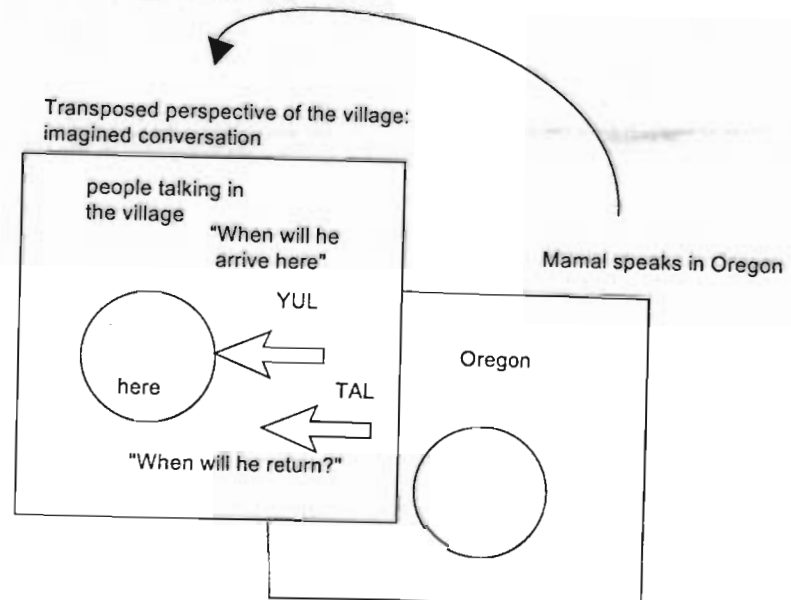 Transposed perspective of the village:
imagined conversation
people talking in
the village
"When will he
arrive here"
YUL
here
TAL
"When will he return?"
Mamal speaks in Oregon
Oregon